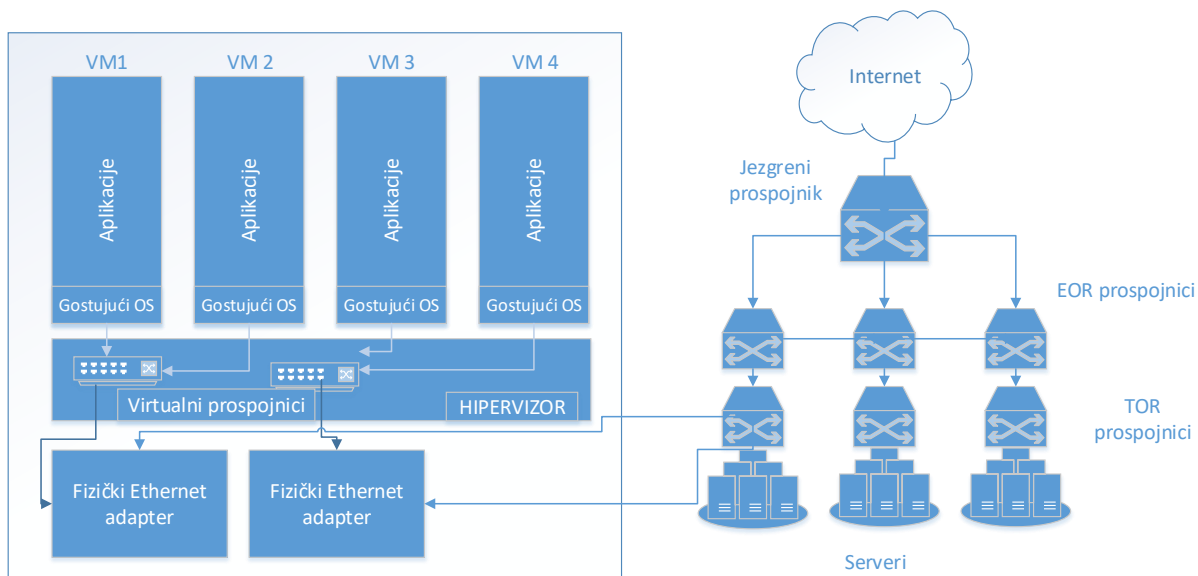 VM1
VM 2
VM 3
VM 4
Aplikacije
Aplikacije
Aplikacije
Aplikacije
Gostujući OS
Gostujući OS
Gostujući OS
Gostujući OS
Virtualni prospojnici
HIPERVIZOR
Fizički Ethernet
adapter
Fizički Ethernet
adapter
Internet
Jezgreni
prospojnik
EOR prospojnici
TOR
prospojnici
Serveri